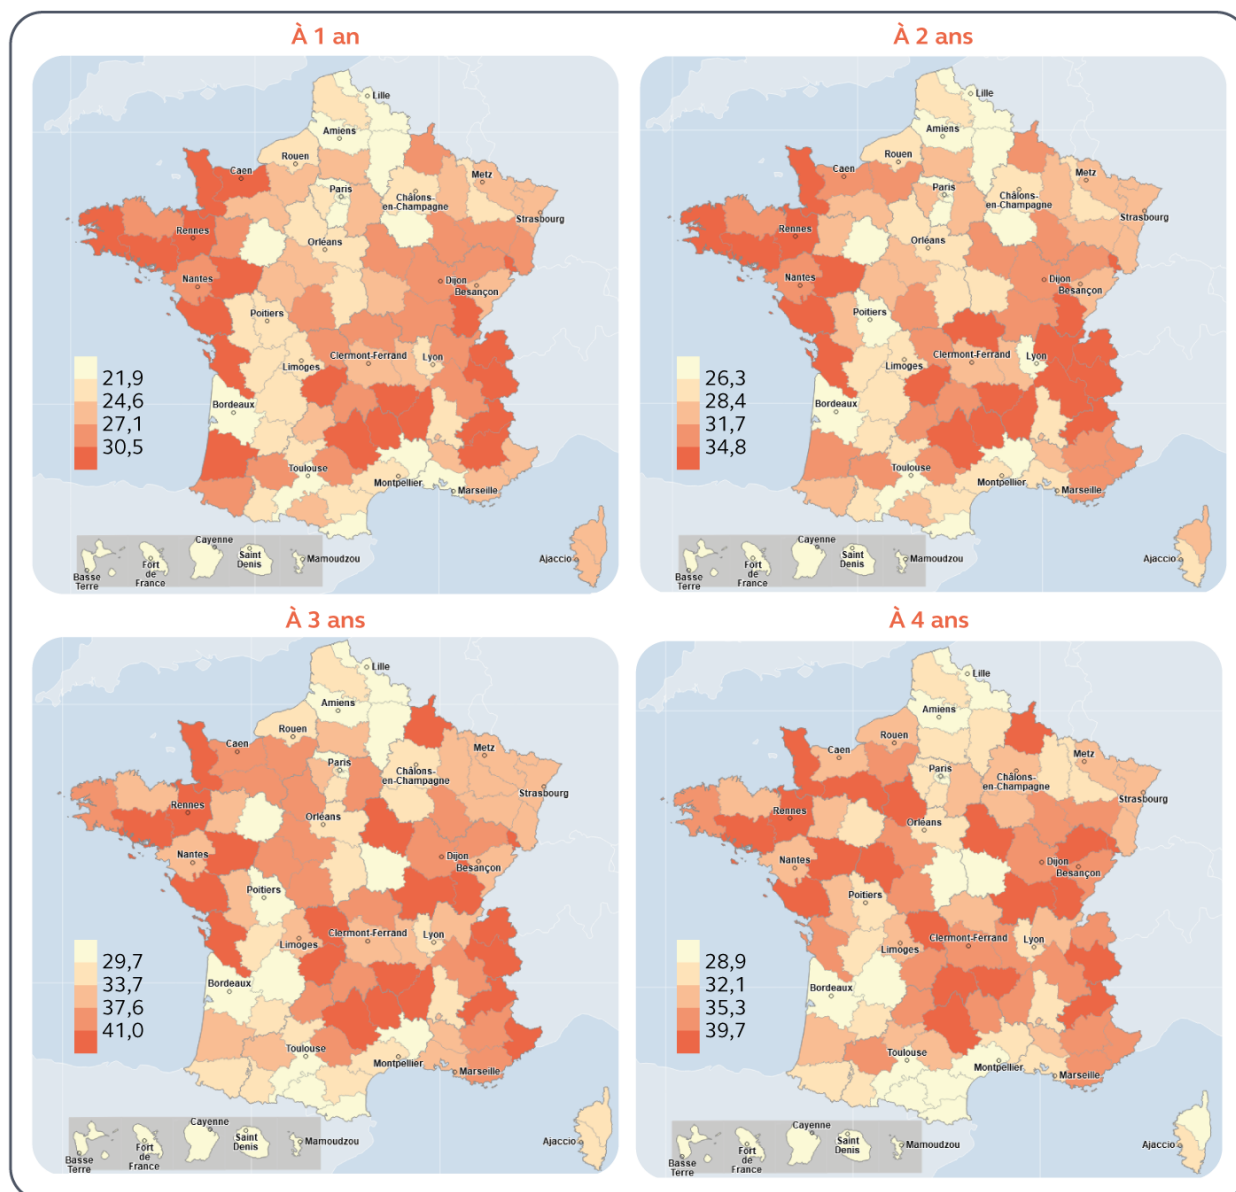 À 1 an
Lille
Amiens
Rouen
Caen
Paris
Metz
Châlons-
en-Champagne
Strasbourg
Rennes
Orléans
Nantes
Dijon
Besançon
Poitiers
Limoges
Clermont-Ferrand
Lyon
21,9
24,6
27,1
30,5
Bordeaux
Toulouse
Montpellier
Marseille
Cayenne
Saint
Denis
Mamoudzou
Fort
de
France
Basse
Terre
Ajaccio
À 2 ans
Lille
Amiens
Rouen
Caen
Paris
Metz
Châlons-
en-Champagne
Strasbourg
Rennes
Orléans
Nantes
Dijon
Besançon
Poitiers
Limoges
Clermont-Ferrand
Lyon
26,3
28,4
31,7
34,8
Bordeaux
Toulouse
Montpellier
Marseille
Cayenne
Saint
Denis
Mamoudzou
Fort
de
France
Basse
Terre
Ajaccio
À 3 ans
Lille
Amiens
Rouen
Caen
Paris
Metz
Châlons-
en-Champagne
Strasbourg
Rennes
Orléans
Nantes
Dijon
Besançon
Poitiers
Limoges
Clermont-Ferrand
Lyon
29,7
33,7
37,6
41,0
Bordeaux
Toulouse
Montpellier
Marseille
Cayenne
Saint
Denis
Mamoudzou
Fort
de
France
Basse
Terre
Ajaccio
À 4 ans
Lille
Amiens
Rouen
Caen
Paris
Metz
Châlons-
en-Champagne
Strasbourg
Rennes
Orléans
Nantes
Dijon
Besançon
Poitiers
Limoges
Clermont-Ferrand
Lyon
28,9
32,1
35,3
39,7
Bordeaux
Toulouse
Montpellier
Marseille
Cayenne
Saint
Denis
Mamoudzou
Fort
de
France
Basse
Terre
Ajaccio